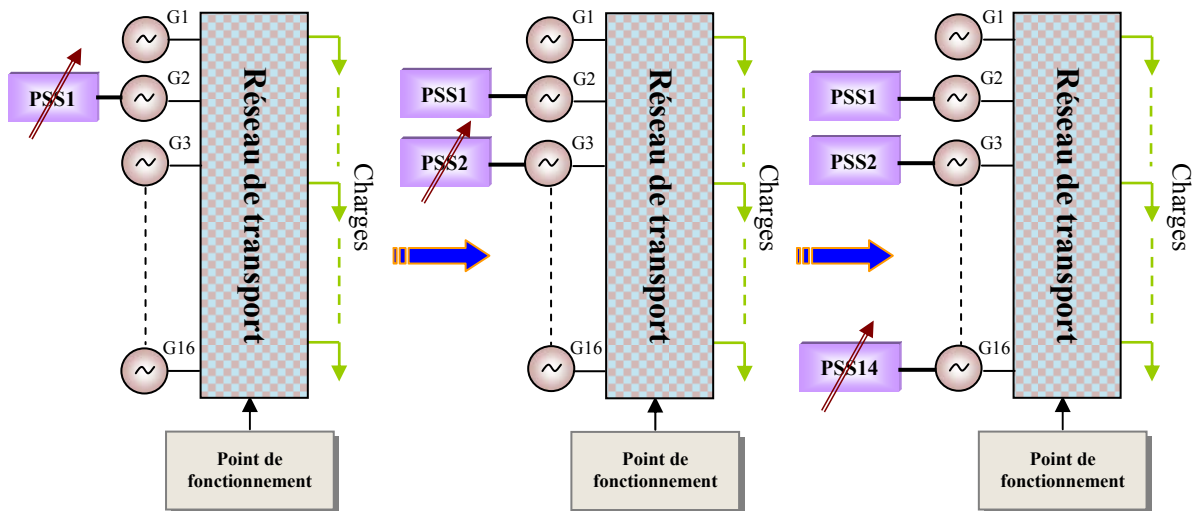 G1
PSS1
G2
G3
G16
Réseau de transport
Charges
Point de
fonctionnement
G1
PSS1
G2
PSS2
G3
G16
Réseau de transport
Charges
Point de
fonctionnement
G1
PSS1
G2
PSS2
G3
PSS14
G16
Réseau de transport
Charges
Point de
fonctionnement